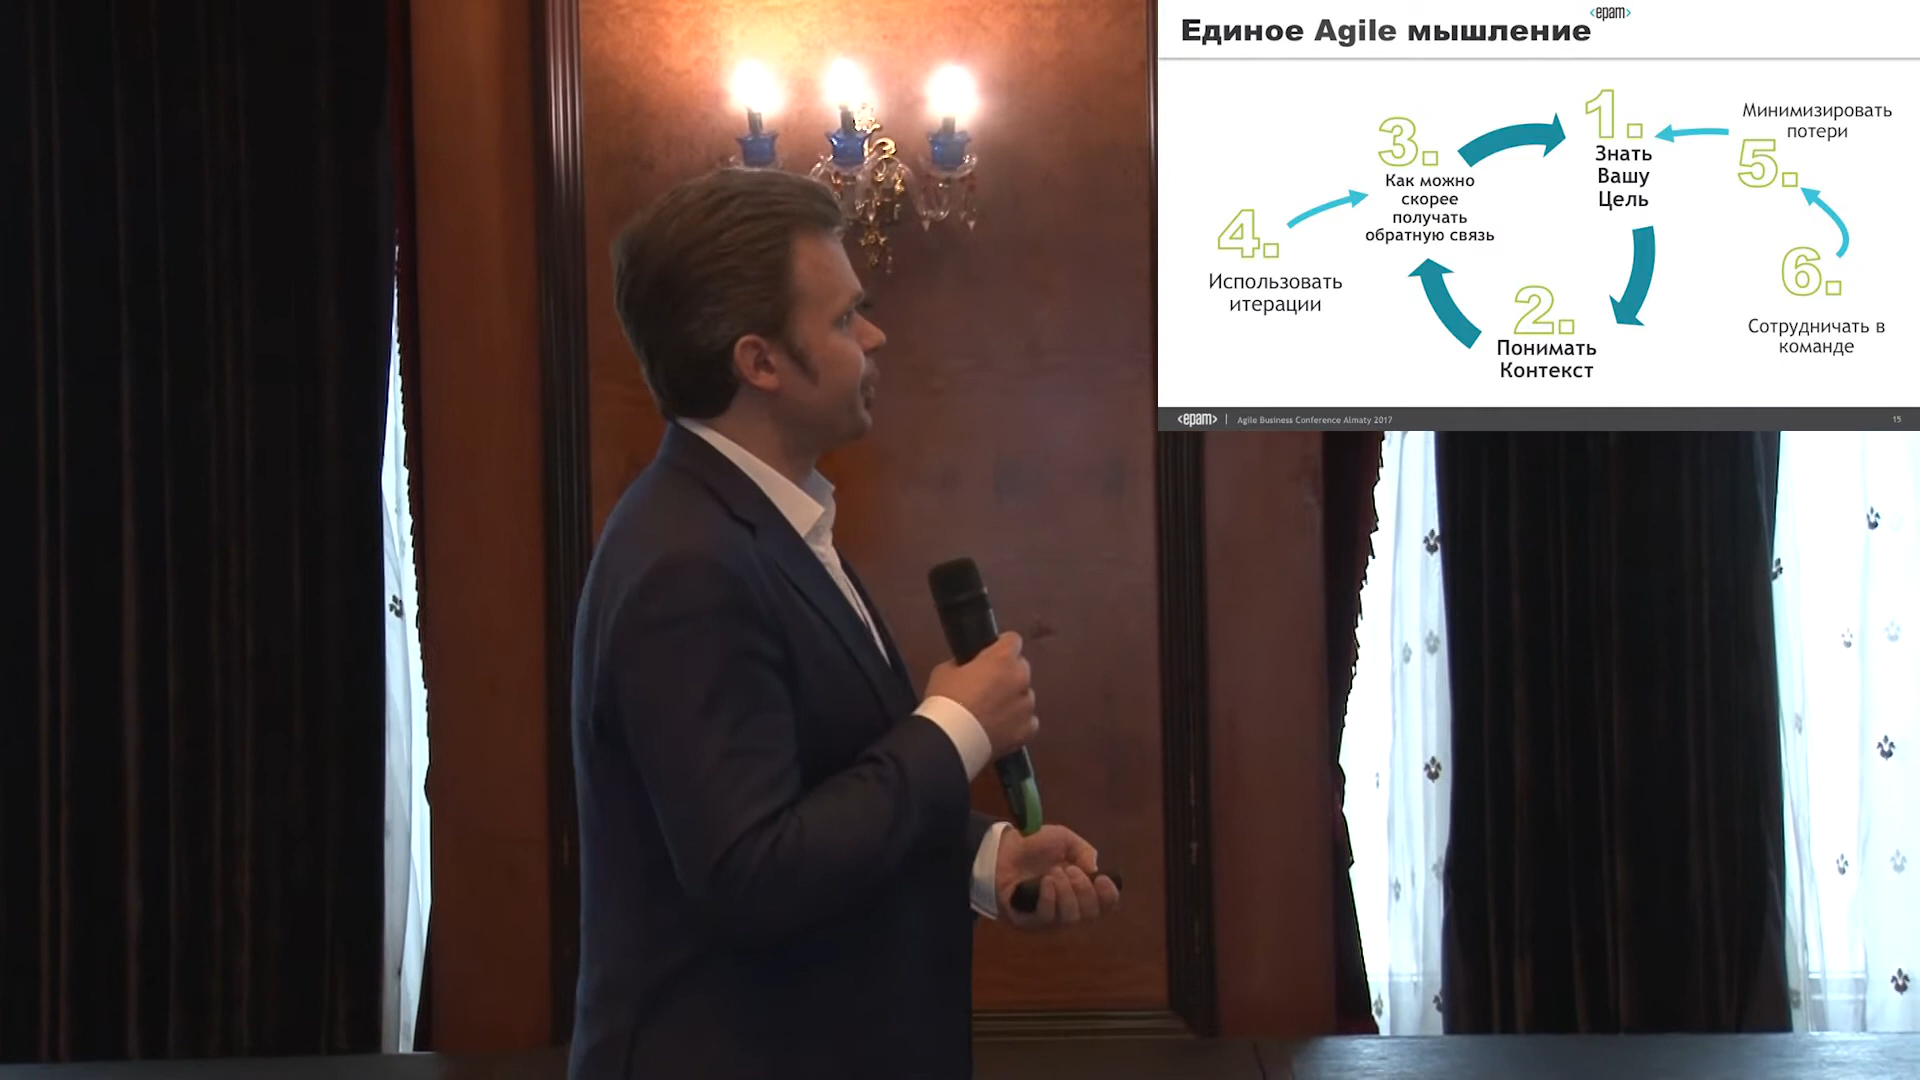 <epam>
Единое Agile мышление
1.
Знать
Вашу
Цель
2.
Понимать
Контекст
3.
Как можно
скорее
получать
обратную связь
4.
Использовать
итерации
Минимизировать
потери
5.
6.
Сотрудничать в
команде
<epam> | Agile Business Conference Almaty 2017
15